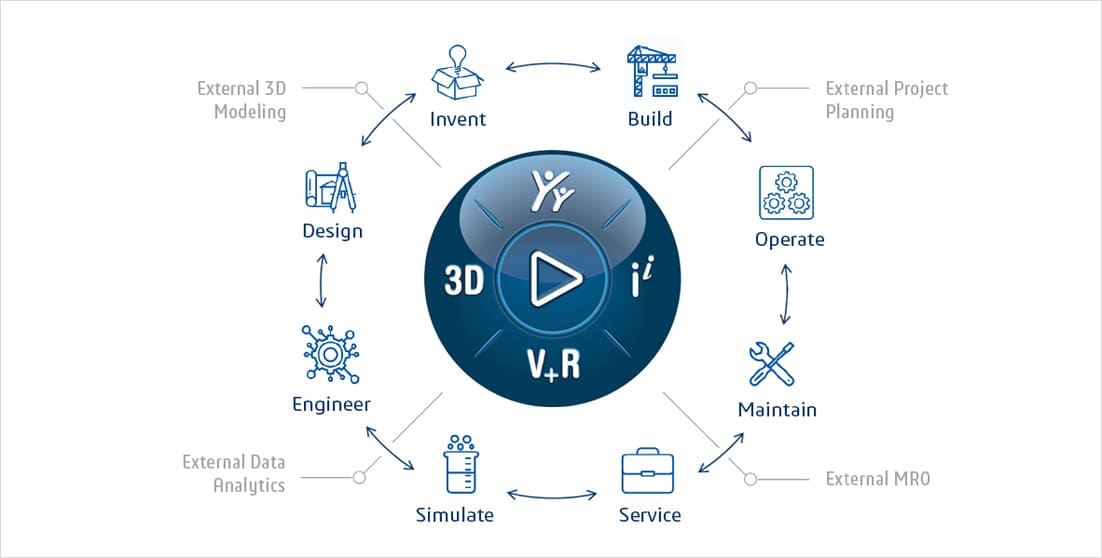 External 3D
Modeling
Invent
Build
External Project
Planning
Design
Operate
3D
i i
V+R
Engineer
Maintain
External Data
Analytics
Simulate
Service
External MRO